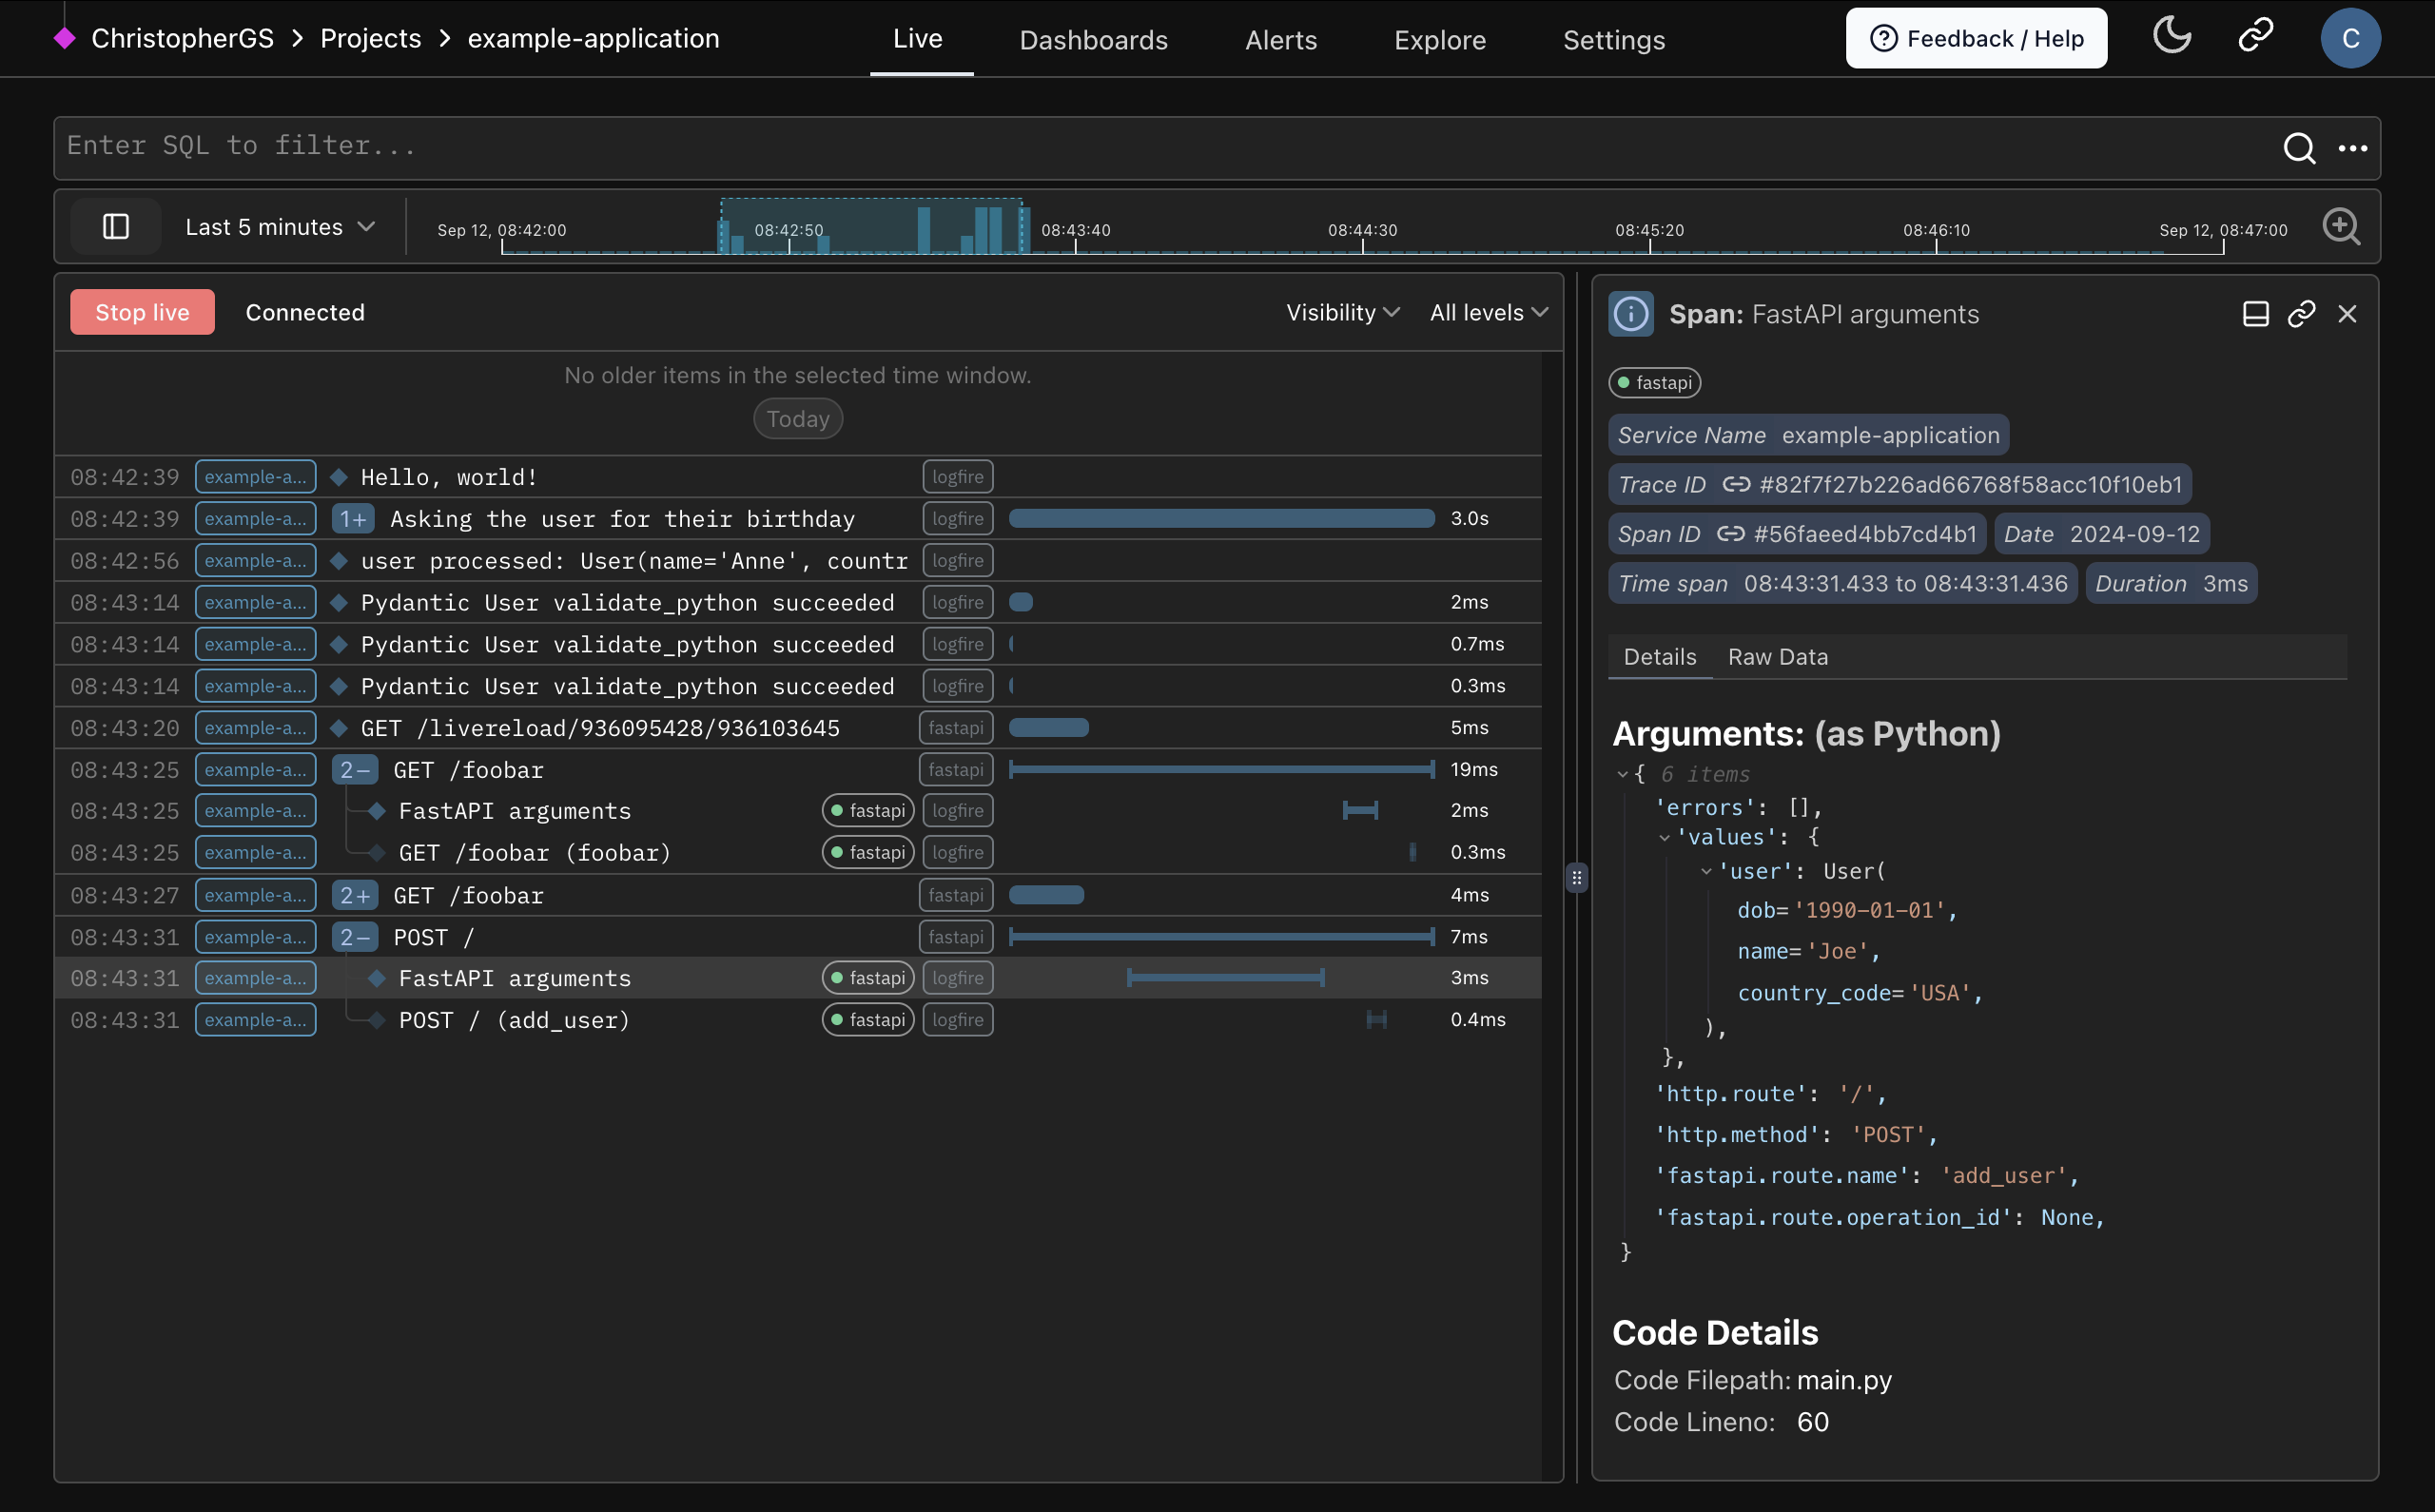 ChristopherGS > Projects > example-application Live Dashboards Alerts Explore Settings Feedback / Help C
Enter SQL to filter...
Last 5 minutes Sep 12, 08:42:00 08:42:50 08:43:40 08:44:30 08:45:20 08:46:10 Sep 12, 08:47:00
Stop live Connected Visibility All levels
No older items in the selected time window.
Today
08:42:39 example-a... Hello, world! logfire
08:42:39 example-a... 1+ Asking the user for their birthday logfire 3.0s
08:42:56 example-a... user processed: User(name='Anne', countr logfire
08:43:14 example-a... Pydantic User validate_python succeeded logfire 2ms
08:43:14 example-a... Pydantic User validate_python succeeded logfire 0.7ms
08:43:14 example-a... Pydantic User validate_python succeeded logfire 0.3ms
08:43:20 example-a... GET /livereload/936095428/936103645 fastapi 5ms
08:43:25 example-a... 2− GET /foobar fastapi 19ms
08:43:25 example-a... FastAPI arguments fastapi logfire 2ms
08:43:25 example-a... GET /foobar (foobar) fastapi logfire 0.3ms
08:43:27 example-a... 2+ GET /foobar fastapi 4ms
08:43:31 example-a... 2− POST / fastapi 7ms
08:43:31 example-a... FastAPI arguments fastapi logfire 3ms
08:43:31 example-a... POST / (add_user) fastapi logfire 0.4ms
Span: FastAPI arguments
fastapi
Service Name example-application
Trace ID #82f7f27b226ad66768f58acc10f10eb1
Span ID #56faeed4bb7cd4b1 Date 2024-09-12
Time span 08:43:31.433 to 08:43:31.436 Duration 3ms
Details Raw Data
Arguments: (as Python)
{ 6 items
'errors': [],
'values': {
'user': User(
dob='1990-01-01',
name='Joe',
country_code='USA',
),
},
'http.route': '/',
'http.method': 'POST',
'fastapi.route.name': 'add_user',
'fastapi.route.operation_id': None,
}
Code Details
Code Filepath: main.py
Code Lineno: 60